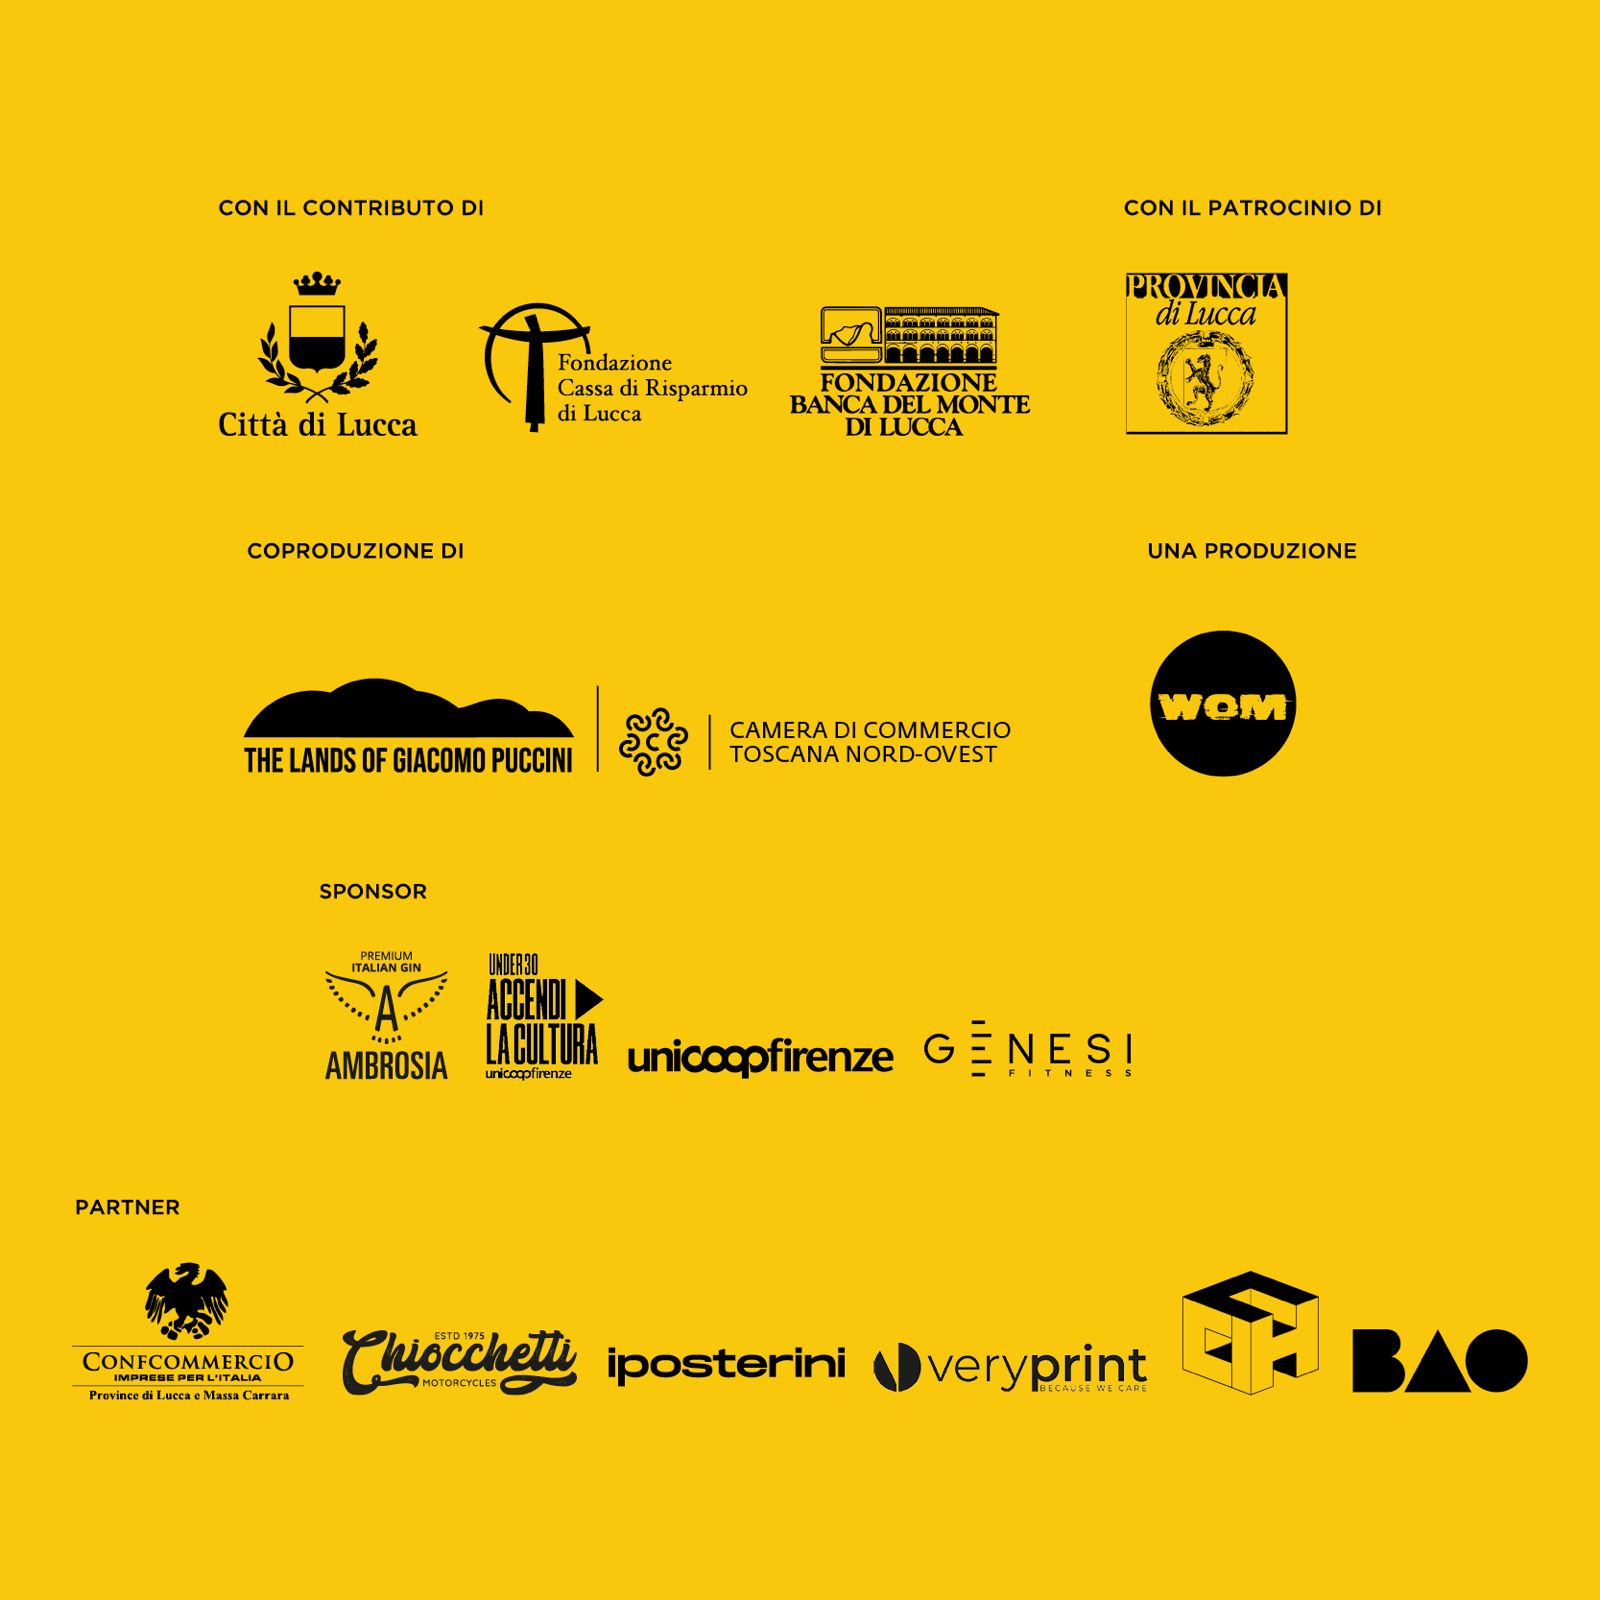 CON IL CONTRIBUTO DI
CON IL PATROCINIO DI
Città di Lucca
Fondazione
Cassa di Risparmio
di Lucca
FONDAZIONE
BANCA DEL MONTE
DI LUCCA
PROVINCIA
di Lucca
COPRODUZIONE DI
UNA PRODUZIONE
THE LANDS OF GIACOMO PUCCINI
C
CAMERA DI COMMERCIO
TOSCANA NORD-OVEST
WOM
SPONSOR
PREMIUM
ITALIAN GIN
A
AMBROSIA
UNDER 30
ACCENDI
LA CULTURA
unicoopfirenze
unicoopfirenze
GENESI
FITNESS
PARTNER
CONFCOMMERCIO
IMPRESE PER L'ITALIA
Province di Lucca e Massa Carrara
ESTD 1975
Chiocchetti
MOTORCYCLES
iposterini
veryprint
BECAUSE WE CARE
BAO